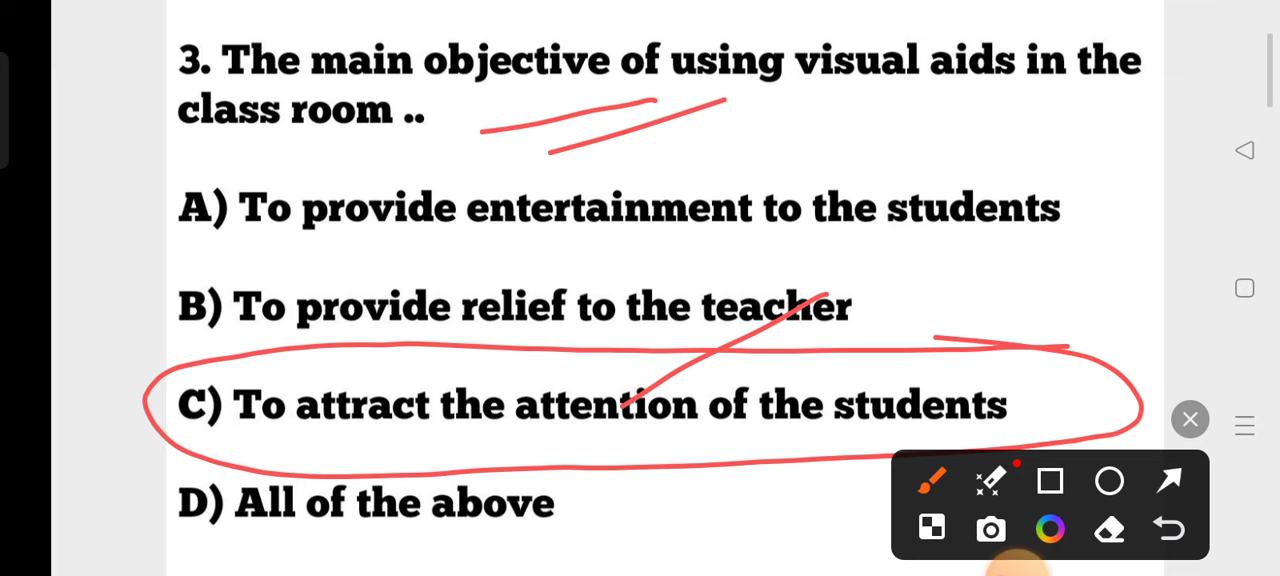 3. The main objective of using visual aids in the
class room ..
A) To provide entertainment to the students
B) To provide relief to the teacher
C) To attract the attention of the students
D) All of the above